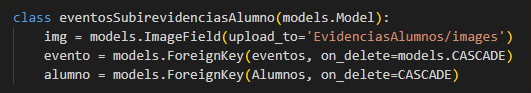 class eventosSubirevidenciasAlumno(models.Model):
    img = models.ImageField(upload_to='EvidenciasAlumnos/images')
    evento = models.ForeignKey(eventos, on_delete=models.CASCADE)
    alumno = models.ForeignKey(Alumnos, on_delete=CASCADE)